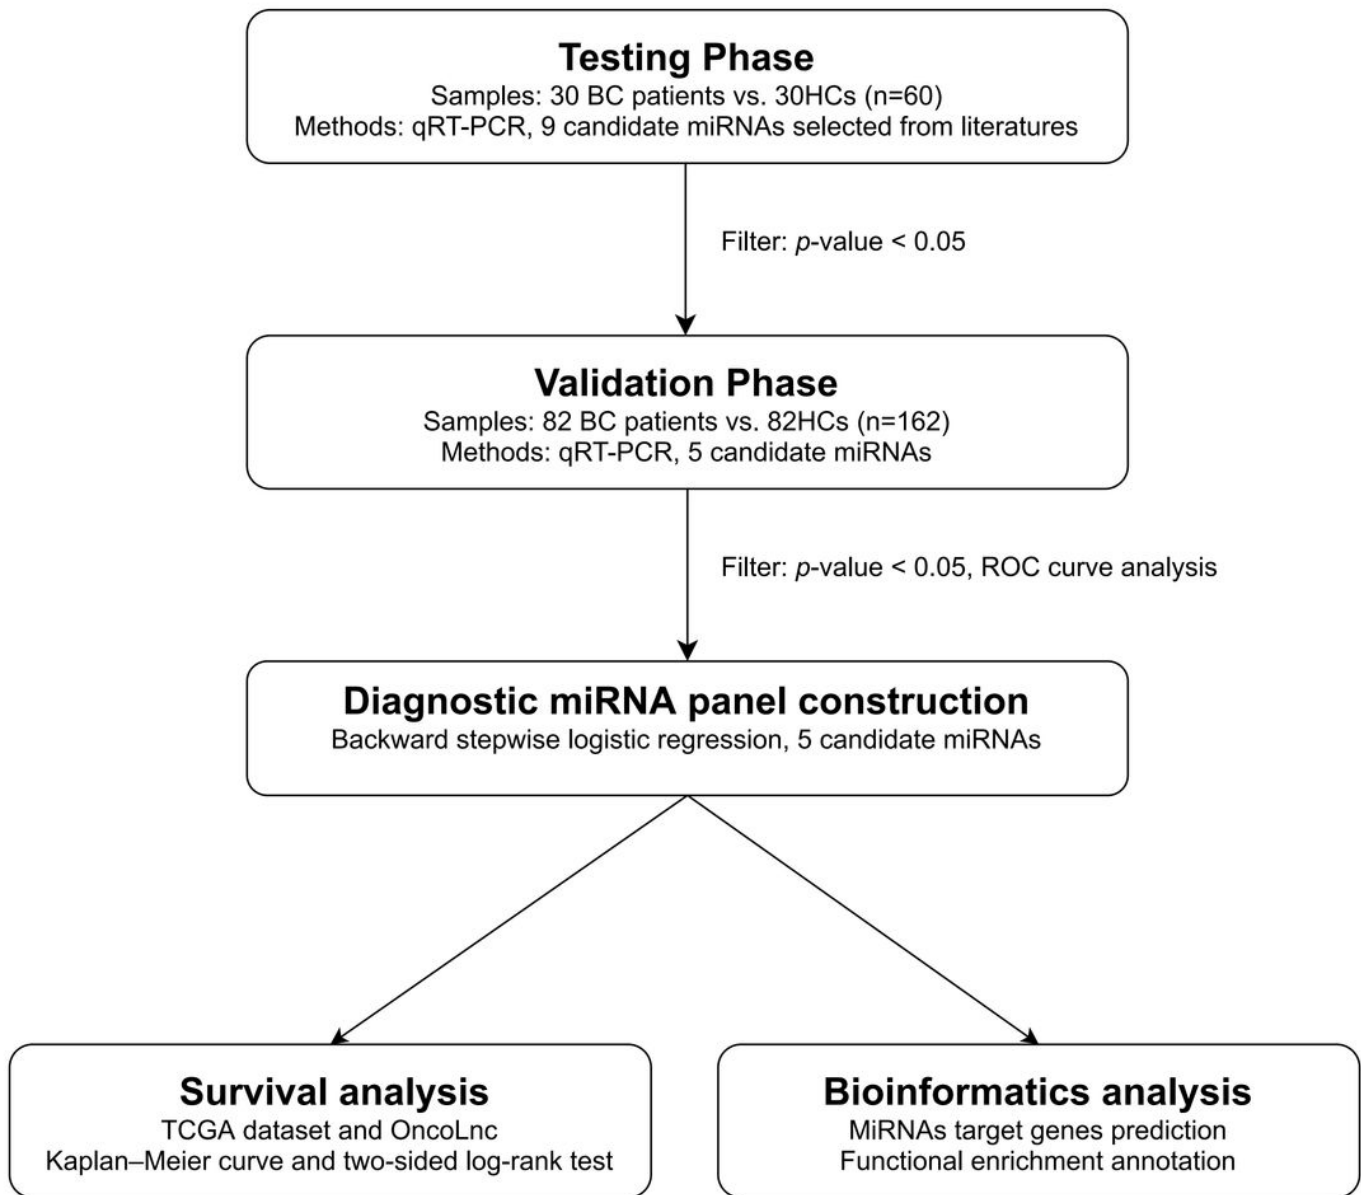 Testing Phase
Samples: 30 BC patients vs. 30HCs (n=60)
Methods: qRT-PCR, 9 candidate miRNAs selected from literatures
Filter: p-value < 0.05
Validation Phase
Samples: 82 BC patients vs. 82HCs (n=162)
Methods: qRT-PCR, 5 candidate miRNAs
Filter: p-value < 0.05, ROC curve analysis
Diagnostic miRNA panel construction
Backward stepwise logistic regression, 5 candidate miRNAs
Survival analysis
TCGA dataset and OncoLnc
Kaplan–Meier curve and two-sided log-rank test
Bioinformatics analysis
MiRNAs target genes prediction
Functional enrichment annotation